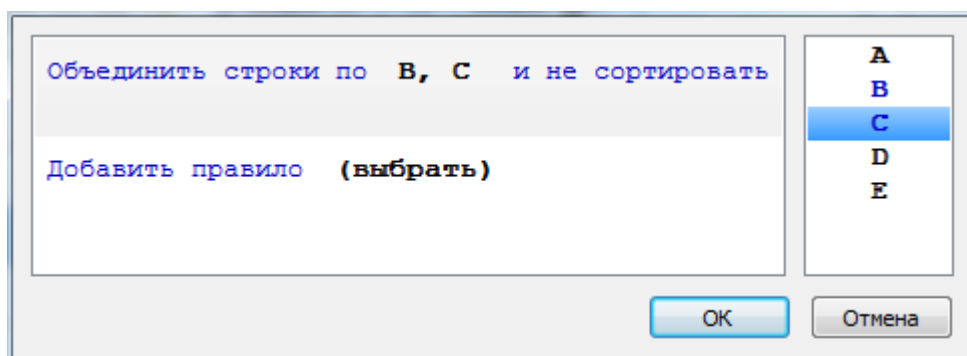 Объединить строки по B, C и не сортировать
Добавить правило (выбрать)
A
B
C
D
E
OK
Отмена